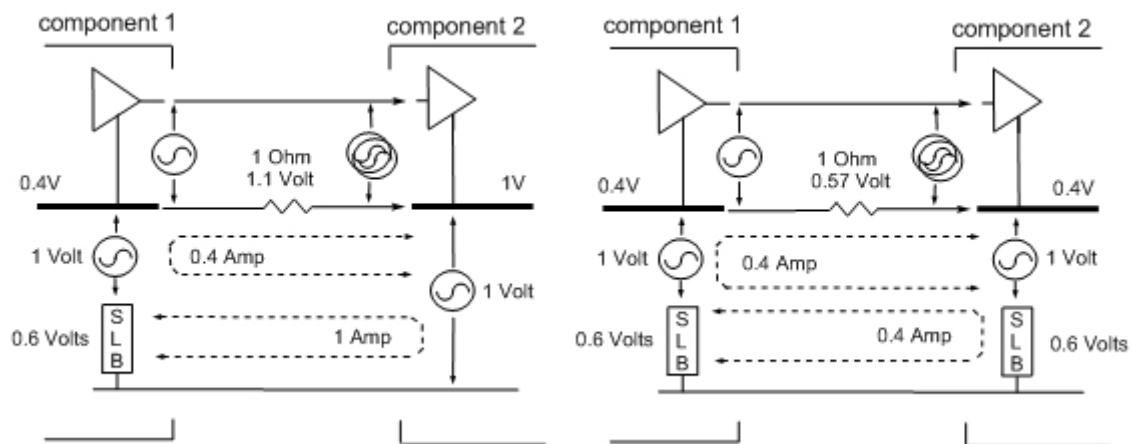 component 1
component 2
1 Ohm
1.1 Volt
0.4V
1V
1 Volt
0.4 Amp
1 Volt
0.6 Volts
S
L
B
1 Amp
component 1
component 2
1 Ohm
0.57 Volt
0.4V
0.4V
1 Volt
0.4 Amp
1 Volt
0.6 Volts
S
L
B
0.4 Amp
S
L
B
0.6 Volts